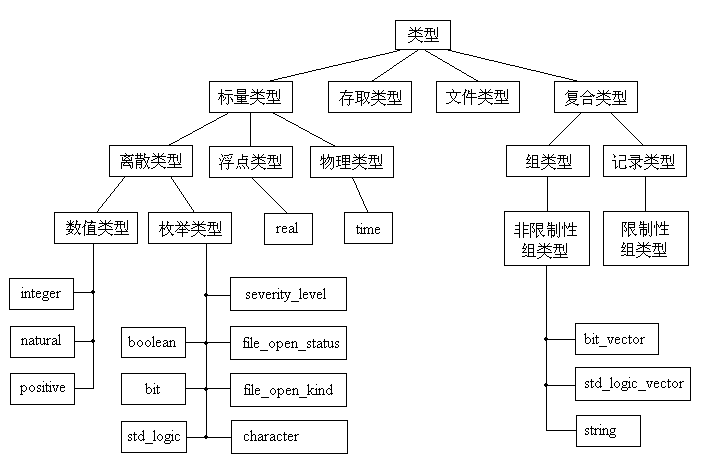 类型
标量类型
存取类型
文件类型
复合类型
离散类型
浮点类型
物理类型
组类型
记录类型
数值类型
枚举类型
real
time
非限制性
组类型
限制性
组类型
integer
severity_level
natural
boolean
file_open_status
bit_vector
positive
bit
file_open_kind
std_logic_vector
std_logic
character
string